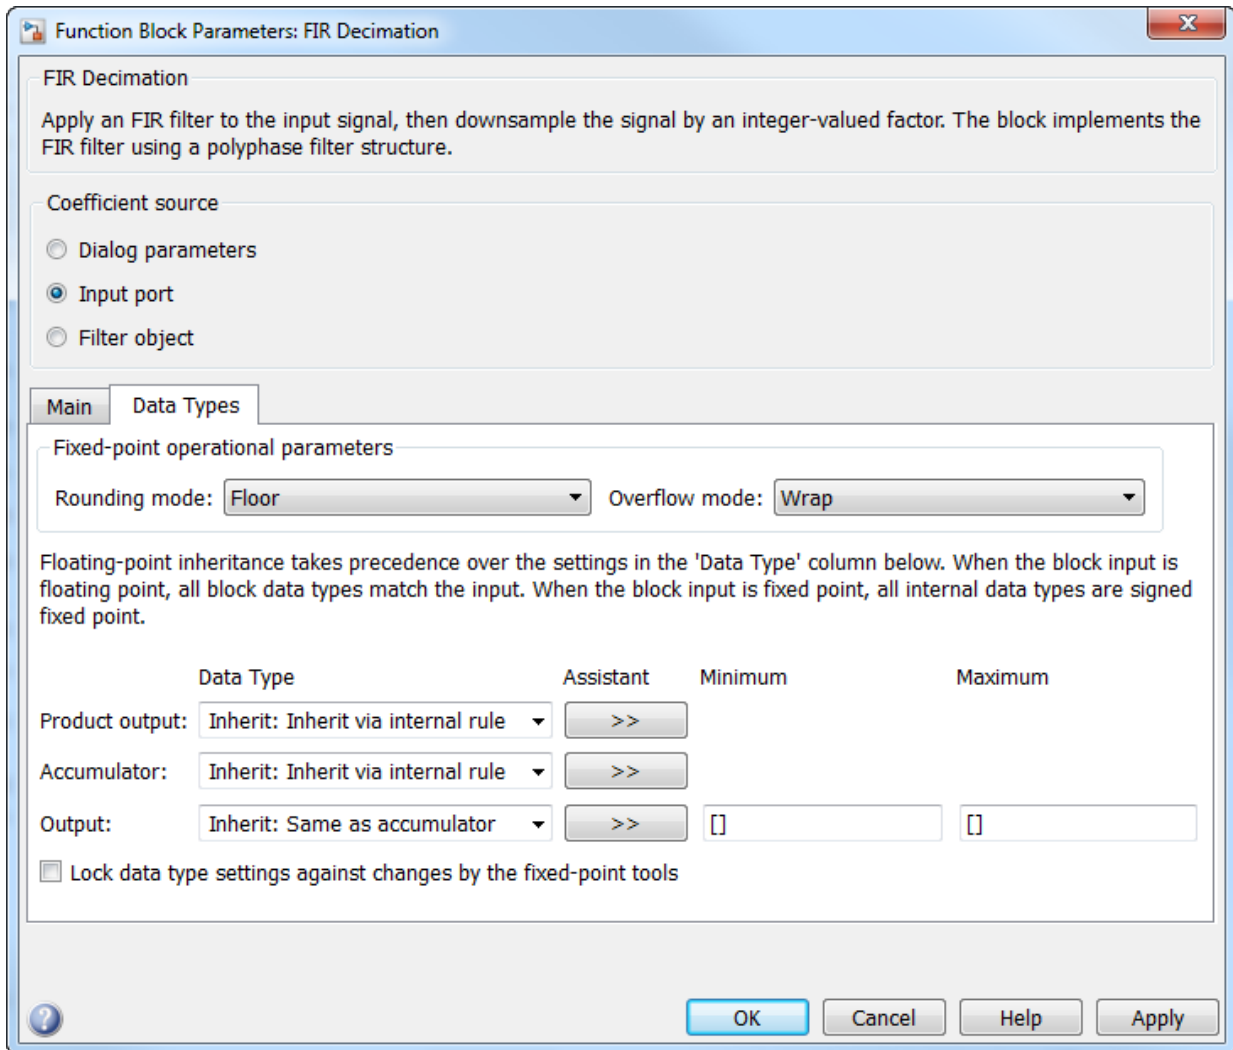 Function Block Parameters: FIR Decimation
FIR Decimation
Apply an FIR filter to the input signal, then downsample the signal by an integer-valued factor. The block implements the
FIR filter using a polyphase filter structure.
Coefficient source
Dialog parameters
Input port
Filter object
Main Data Types
Fixed-point operational parameters
Rounding mode: Floor Overflow mode: Wrap
Floating-point inheritance takes precedence over the settings in the 'Data Type' column below. When the block input is
floating point, all block data types match the input. When the block input is fixed point, all internal data types are signed
fixed point.
Data Type Assistant Minimum Maximum
Product output: Inherit: Inherit via internal rule >>
Accumulator: Inherit: Inherit via internal rule >>
Output: Inherit: Same as accumulator >> [] []
Lock data type settings against changes by the fixed-point tools
? OK Cancel Help Apply